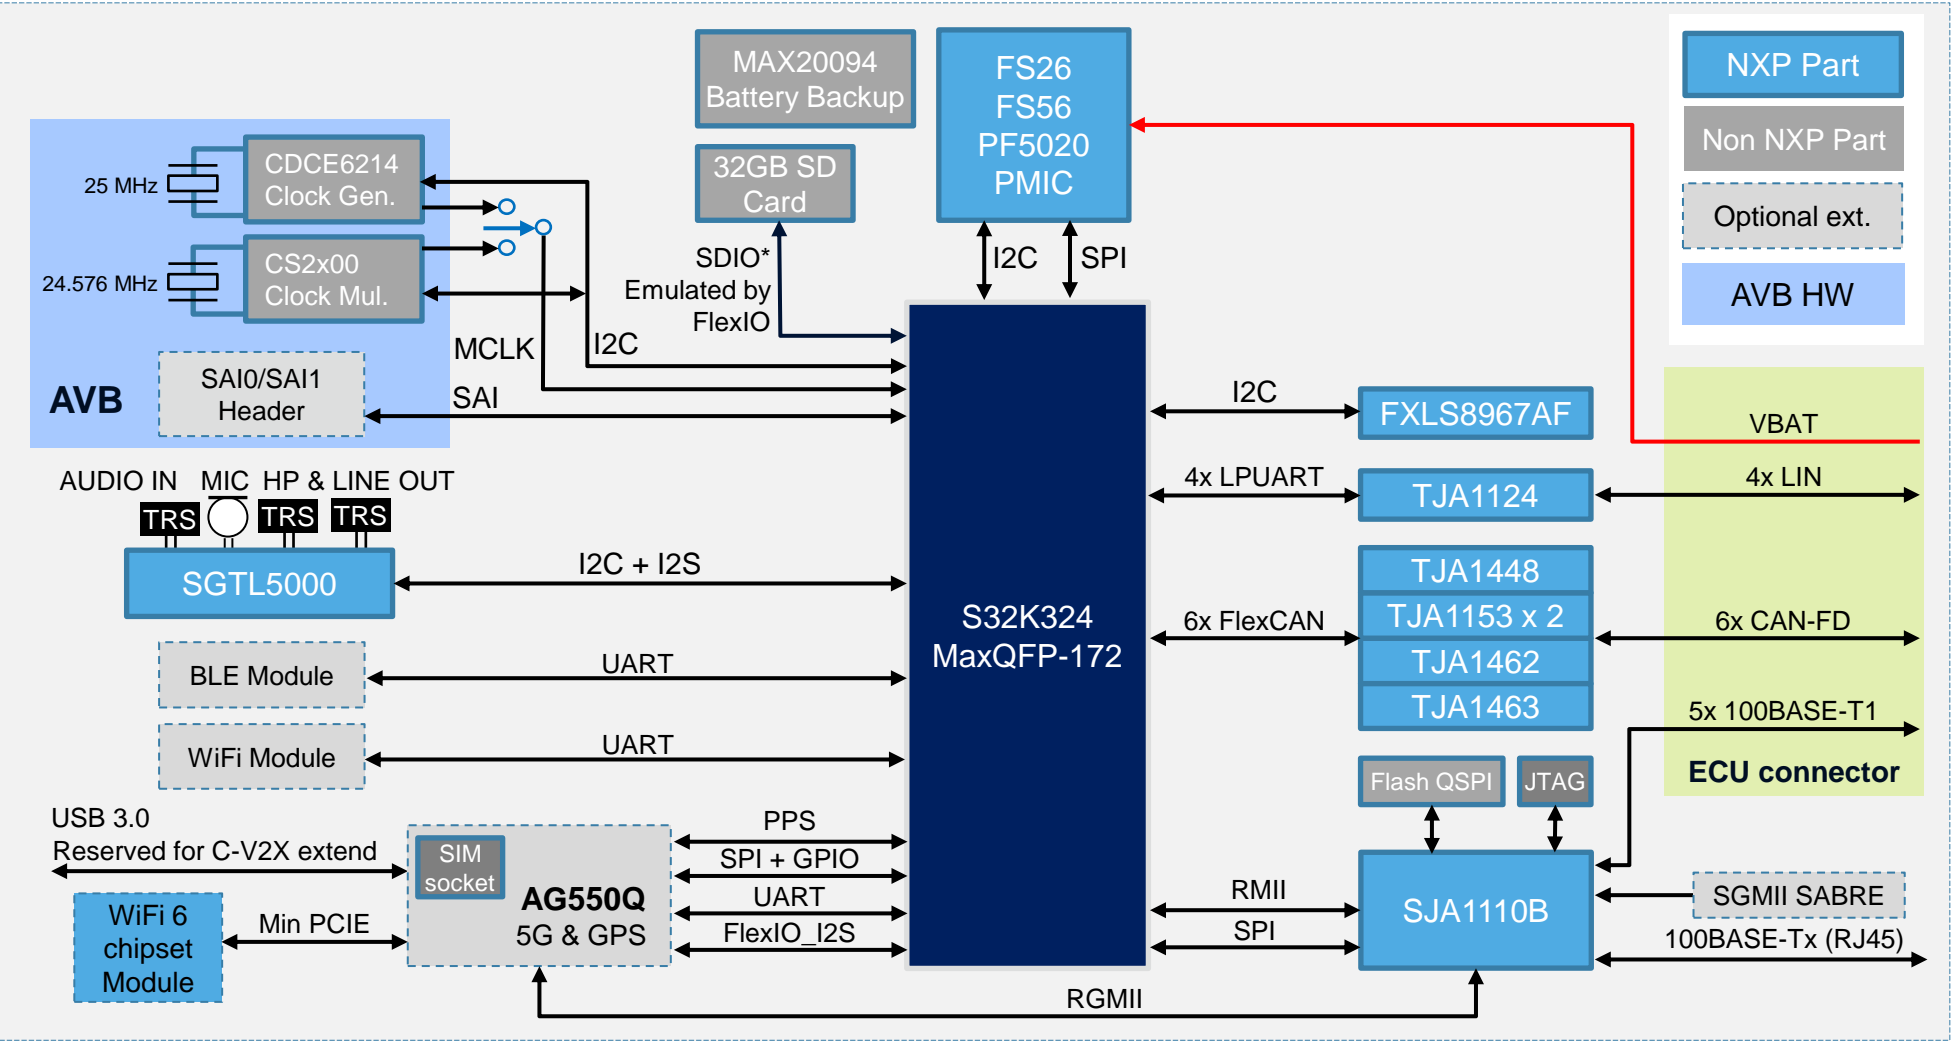 MAX20094
Battery Backup
FS26
FS56
PF5020
PMIC
NXP Part
Non NXP Part
Optional ext.
AVB HW
32GB SD
Card
25 MHz
CDCE6214
Clock Gen.
24.576 MHz
CS2x00
Clock Mul.
SDIO*
Emulated by
FlexIO
I2C
SPI
MCLK
I2C
SAI0/SAI1
Header
AVB
SAI
I2C
FXLS8967AF
VBAT
AUDIO IN
MIC
HP & LINE OUT
TRS
TRS
TRS
SGTL5000
I2C + I2S
4x LPUART
TJA1124
4x LIN
S32K324
MaxQFP-172
6x FlexCAN
TJA1448
TJA1153 x 2
TJA1462
TJA1463
6x CAN-FD
5x 100BASE-T1
ECU connector
BLE Module
UART
WiFi Module
UART
Flash QSPI
JTAG
USB 3.0
Reserved for C-V2X extend
SIM
socket
AG550Q
5G & GPS
PPS
SPI + GPIO
UART
FlexIO_I2S
WiFi 6
chipset
Module
Min PCIE
RMII
SPI
SJA1110B
SGMII SABRE
100BASE-Tx (RJ45)
RGMII